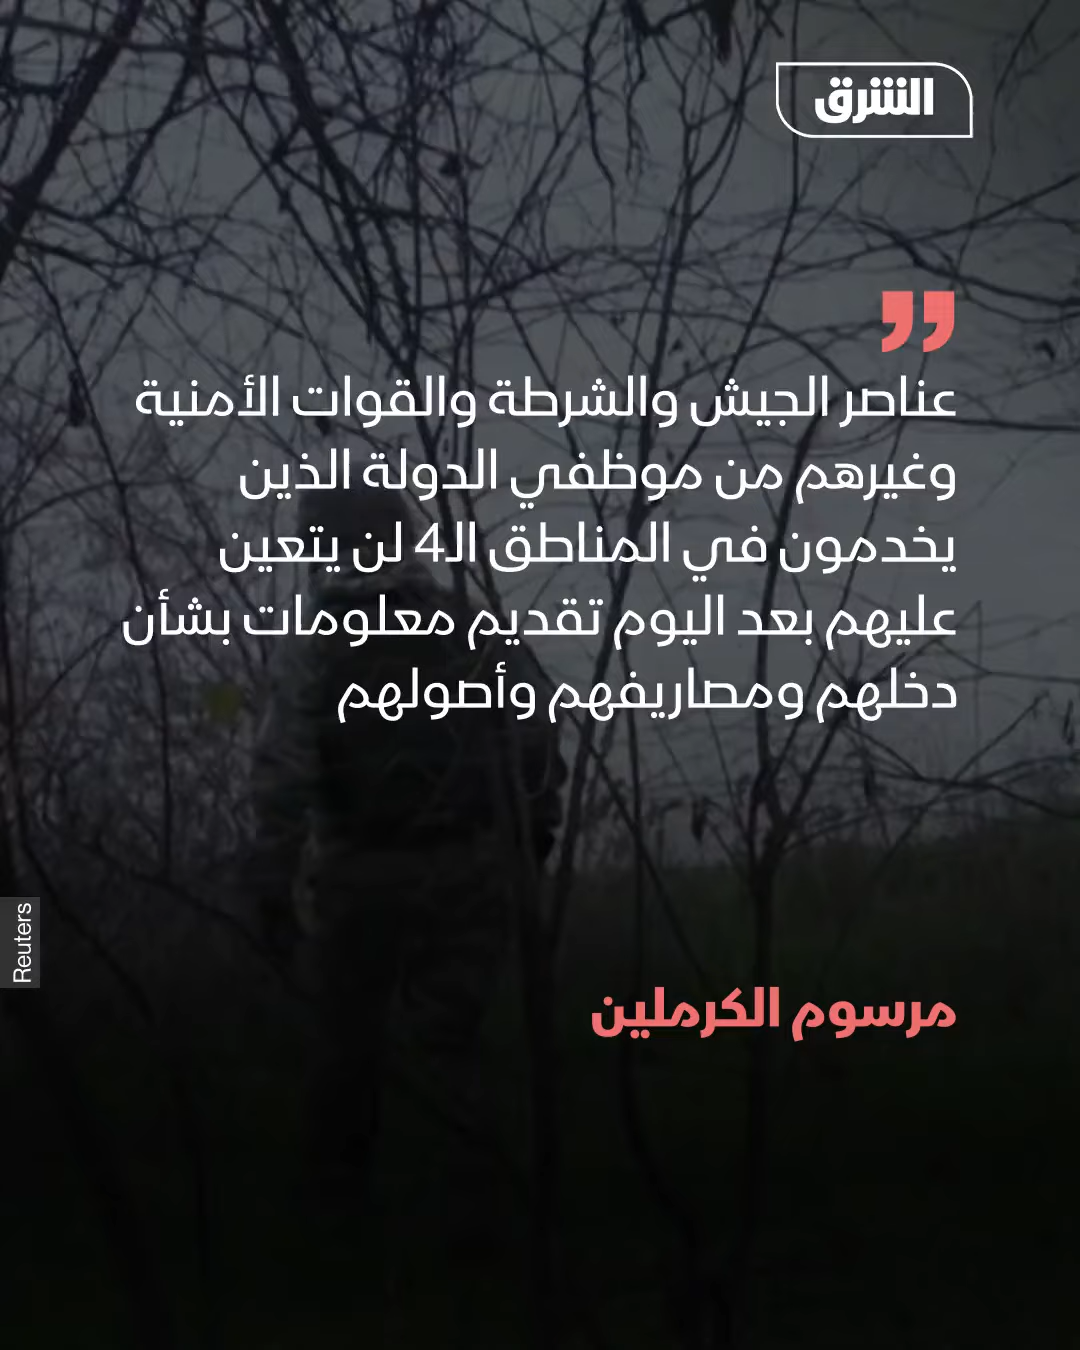 الشرق
عناصر الجيش والشرطة والقوات الأمنية
وغيرهم من موظفي الدولة الذين
يخدمون في المناطق الـ4 لن يتعين
عليهم بعد اليوم تقديم معلومات بشأن
دخلهم ومصاريفهم وأصولهم
Reuters
مرسوم الكرملين